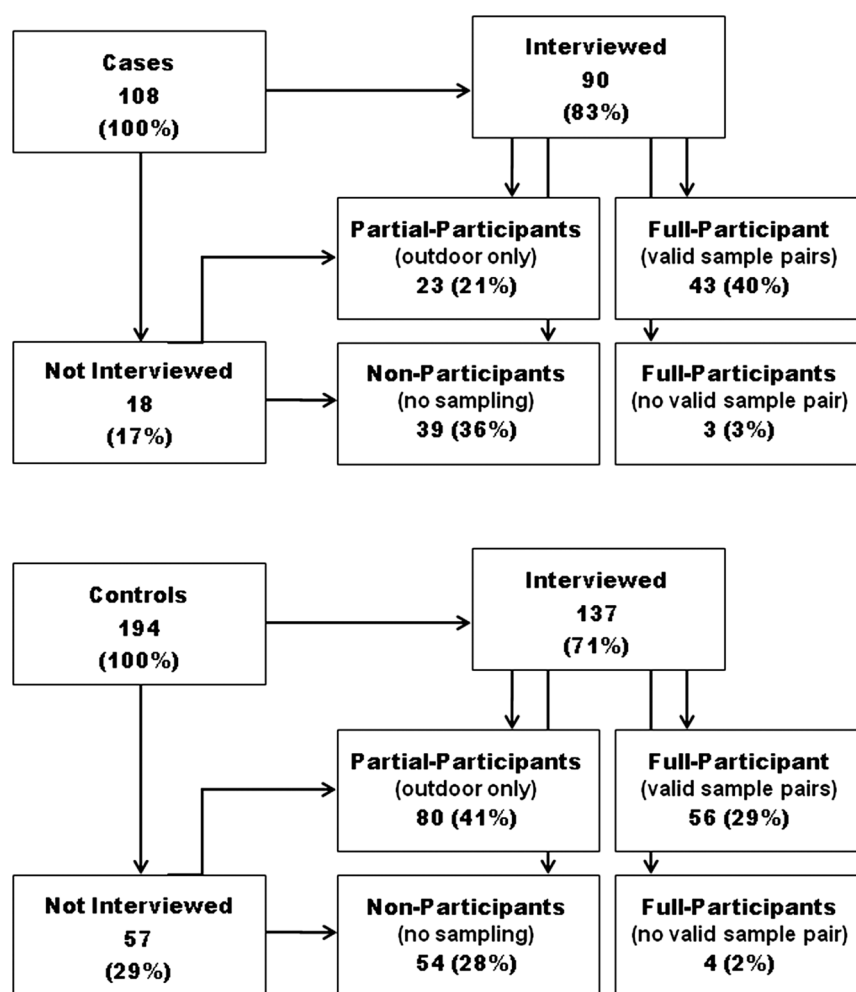 Cases
108
(100%)
Interviewed
90
(83%)
Partial-Participants
(outdoor only)
23 (21%)
Full-Participant
(valid sample pairs)
43 (40%)
Not Interviewed
18
(17%)
Non-Participants
(no sampling)
39 (36%)
Full-Participants
(no valid sample pair)
3 (3%)
Controls
194
(100%)
Interviewed
137
(71%)
Partial-Participants
(outdoor only)
80 (41%)
Full-Participant
(valid sample pairs)
56 (29%)
Not Interviewed
57
(29%)
Non-Participants
(no sampling)
54 (28%)
Full-Participants
(no valid sample pair)
4 (2%)